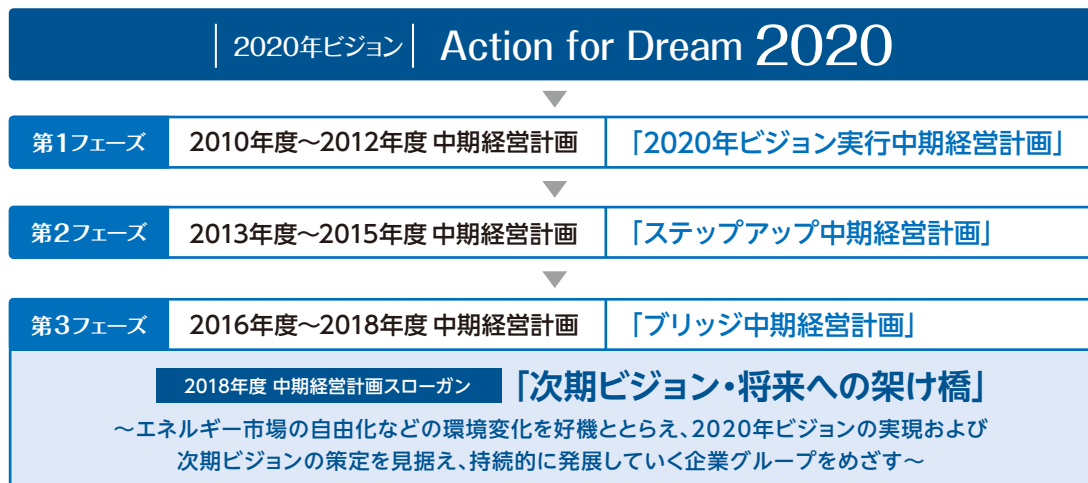 2020年ビジョン Action for Dream 2020
第1フェーズ 2010年度～2012年度 中期経営計画 「2020年ビジョン実行中期経営計画」
第2フェーズ 2013年度～2015年度 中期経営計画 「ステップアップ中期経営計画」
第3フェーズ 2016年度～2018年度 中期経営計画 「ブリッジ中期経営計画」
2018年度 中期経営計画スローガン 「次期ビジョン・将来への架け橋」
～エネルギー市場の自由化などの環境変化を好機ととらえ、2020年ビジョンの実現および
次期ビジョンの策定を見据え、持続的に発展していく企業グループをめざす～